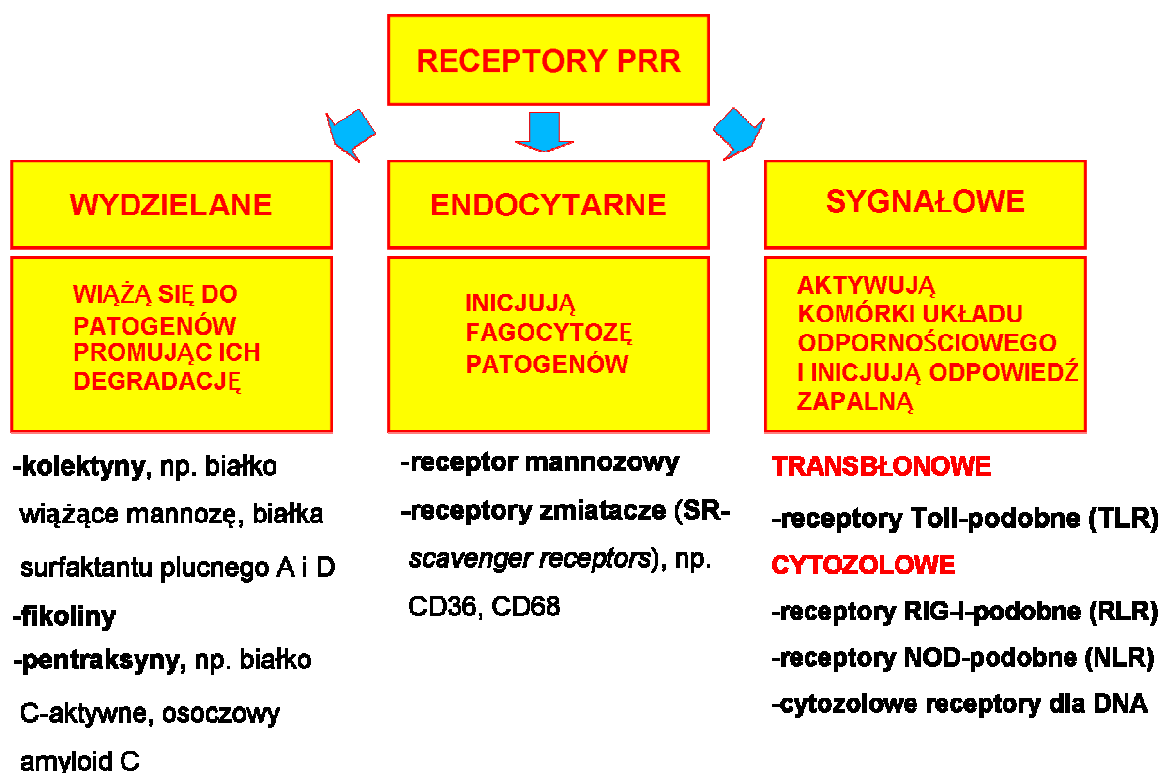 RECEPTORY PRR
WYDZIELANE
WIĄŻĄ SIĘ DO
PATOGENÓW
PROMUJĄC ICH
DEGRADACJĘ
-kolektyny, np. białko
wiążące mannozę, białka
surfaktantu plucnego A i D
-fikoliny
-pentraksyny, np. białko
C-aktywne, osoczowy
amyloid C
ENDOCYTARNE
INICJUJĄ
FAGOCYTOZĘ
PATOGENÓW
-receptor mannozowy
-receptory zmiatacze (SR-
scavenger receptors), np.
CD36, CD68
SYGNAŁOWE
AKTYWUJĄ
KOMÓRKI UKŁADU
ODPORNOŚCIOWEGO
I INICJUJĄ ODPOWIEDŹ
ZAPALNĄ
TRANSBŁONOWE
-receptory Toll-podobne (TLR)
CYTOZOLOWE
-receptory RIG-I-podobne (RLR)
-receptory NOD-podobne (NLR)
-cytozolowe receptory dla DNA